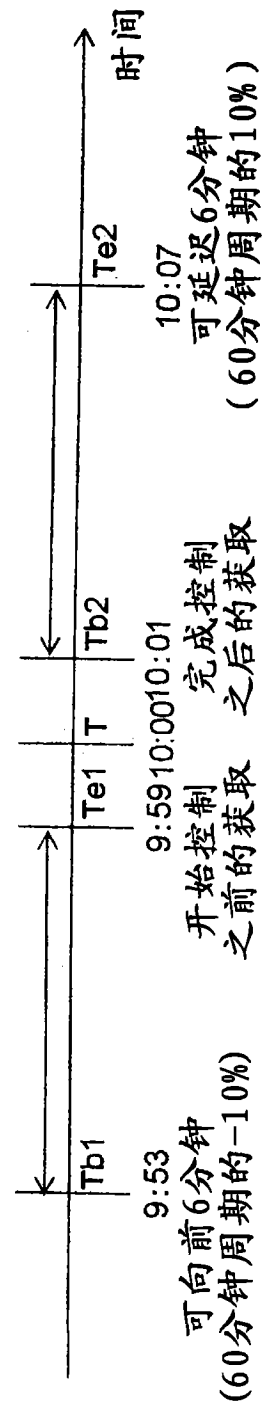 Tb1
Te1
T
Tb2
Te2
时间
9:53
9:59
10:00
10:01
10:07
可向前6分钟
(60分钟周期的-10%)
开始控制
之前的获取
完成控制
之后的获取
可延迟6分钟
(60分钟周期的10%)